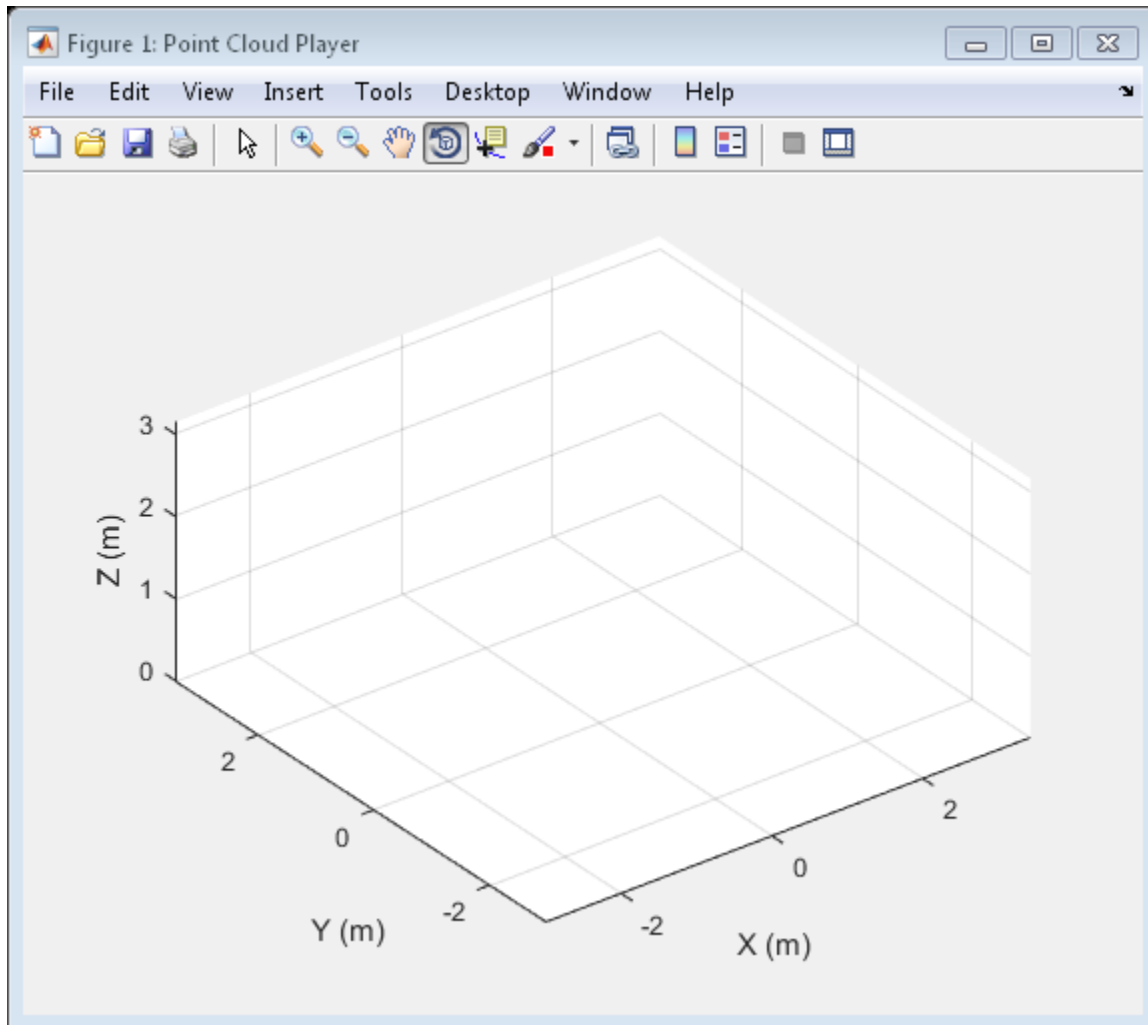 Figure 1: Point Cloud Player
File Edit View Insert Tools Desktop Window Help
3
2
1
0
Z (m)
2
0
-2
Y (m)
-2
0
2
X (m)